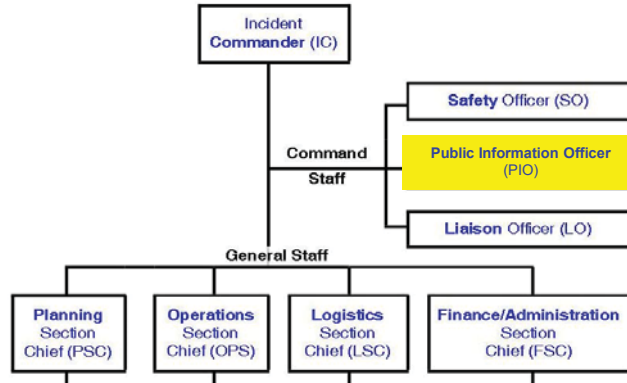 Incident
Commander (IC)
Safety Officer (SO)
Command
Staff
Public Information Officer
(PIO)
Liaison Officer (LO)
General Staff
Planning
Section
Chief (PSC)
Operations
Section
Chief (OPS)
Logistics
Section
Chief (LSC)
Finance/Administration
Section
Chief (FSC)